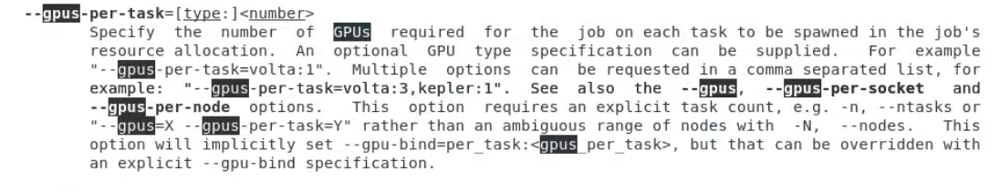 --gpus-per-task=[type:]<number>
Specify the number of GPUs required for the job on each task to be spawned in the job's
resource allocation. An optional GPU type specification can be supplied. For example
"--gpus-per-task=volta:1". Multiple options can be requested in a comma separated list, for
example: "--gpus-per-task=volta:3,kepler:1". See also the --gpus, --gpus-per-socket and
--gpus-per-node options. This option requires an explicit task count, e.g. -n, --ntasks or
"--gpus=X --gpus-per-task=Y" rather than an ambiguous range of nodes with -N, --nodes. This
option will implicitly set --gpu-bind=per_task:<gpus_per_task>, but that can be overridden with
an explicit --gpu-bind specification.